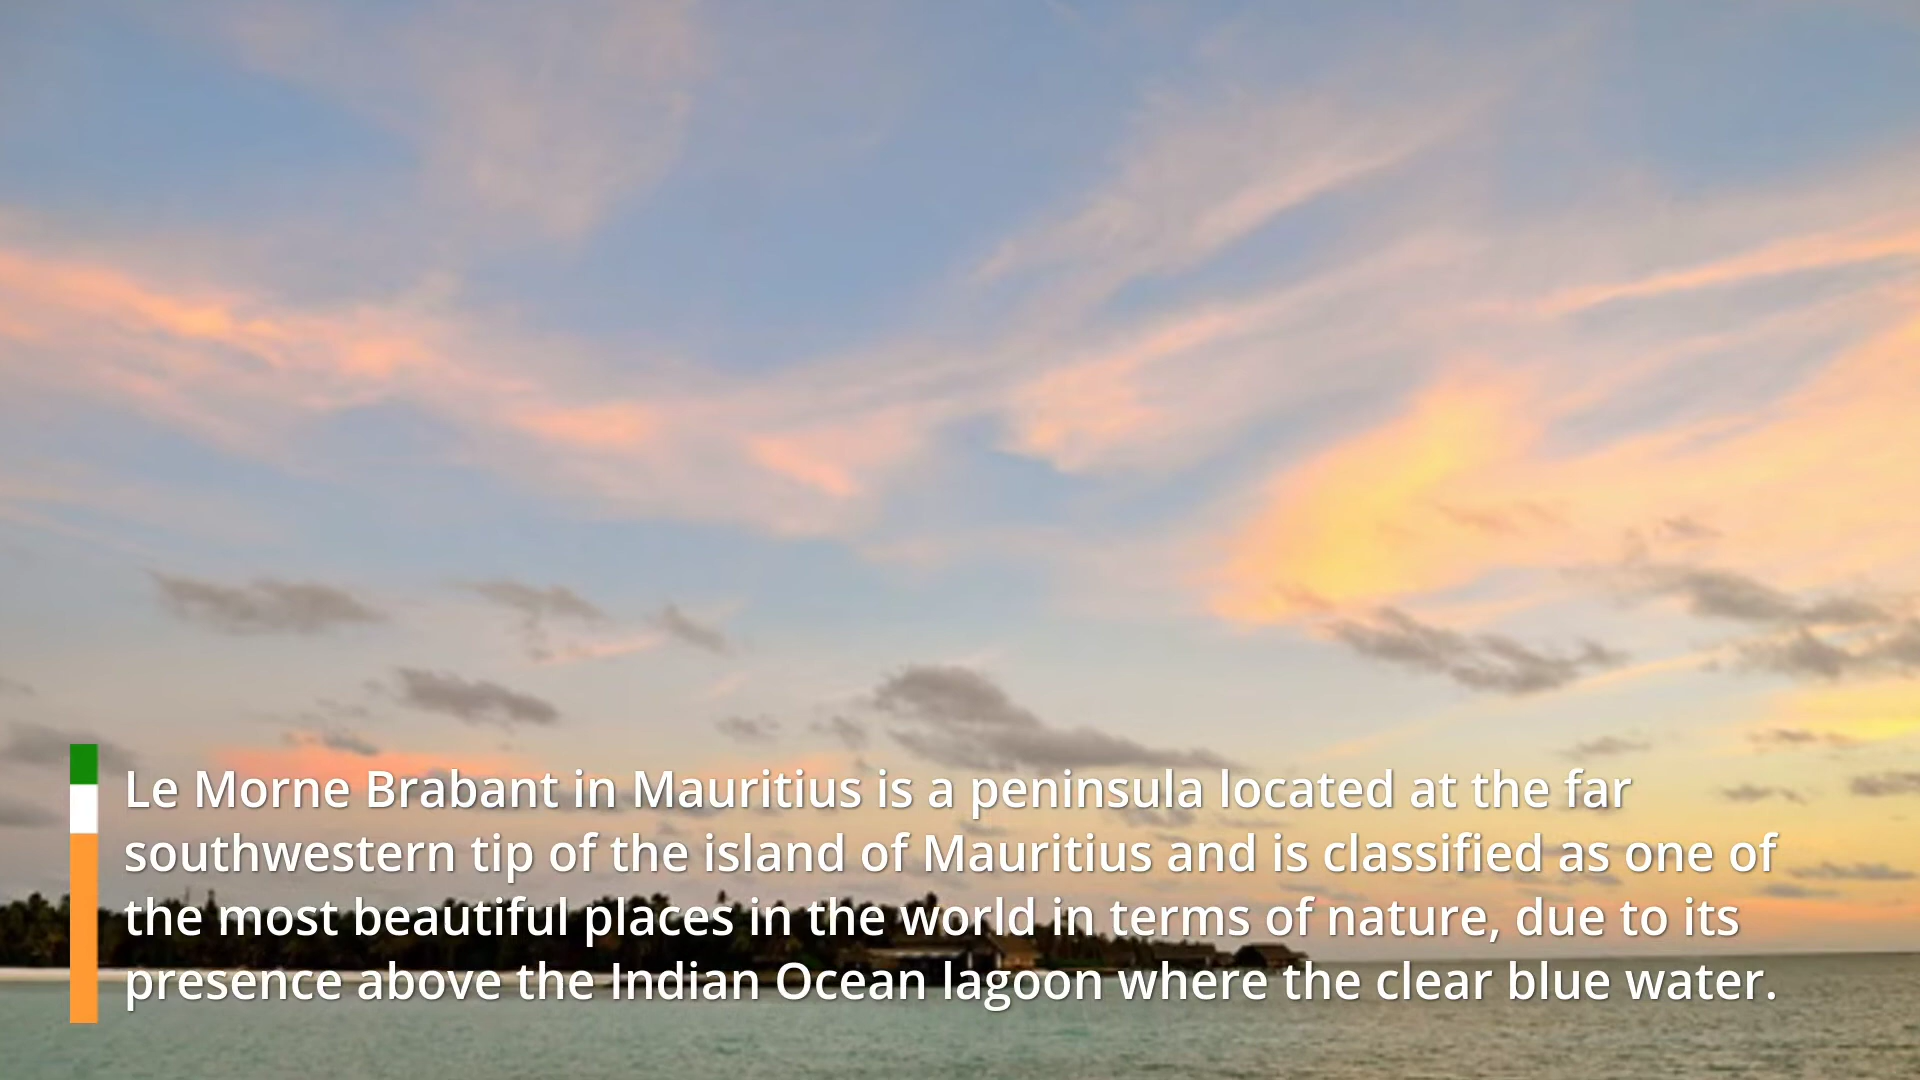 Le Morne Brabant in Mauritius is a peninsula located at the far
southwestern tip of the island of Mauritius and is classified as one of
the most beautiful places in the world in terms of nature, due to its
presence above the Indian Ocean lagoon where the clear blue water.